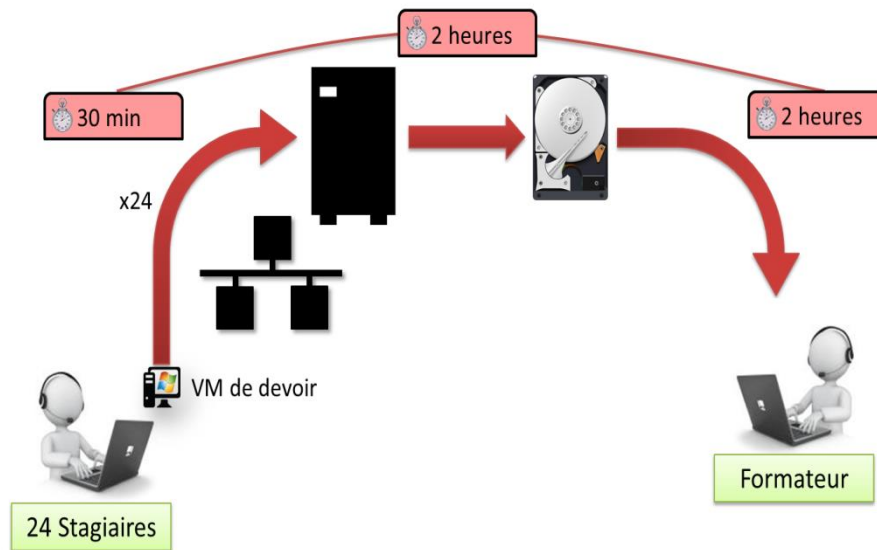 2 heures
30 min
2 heures
x24
VM de devoir
24 Stagiaires
Formateur